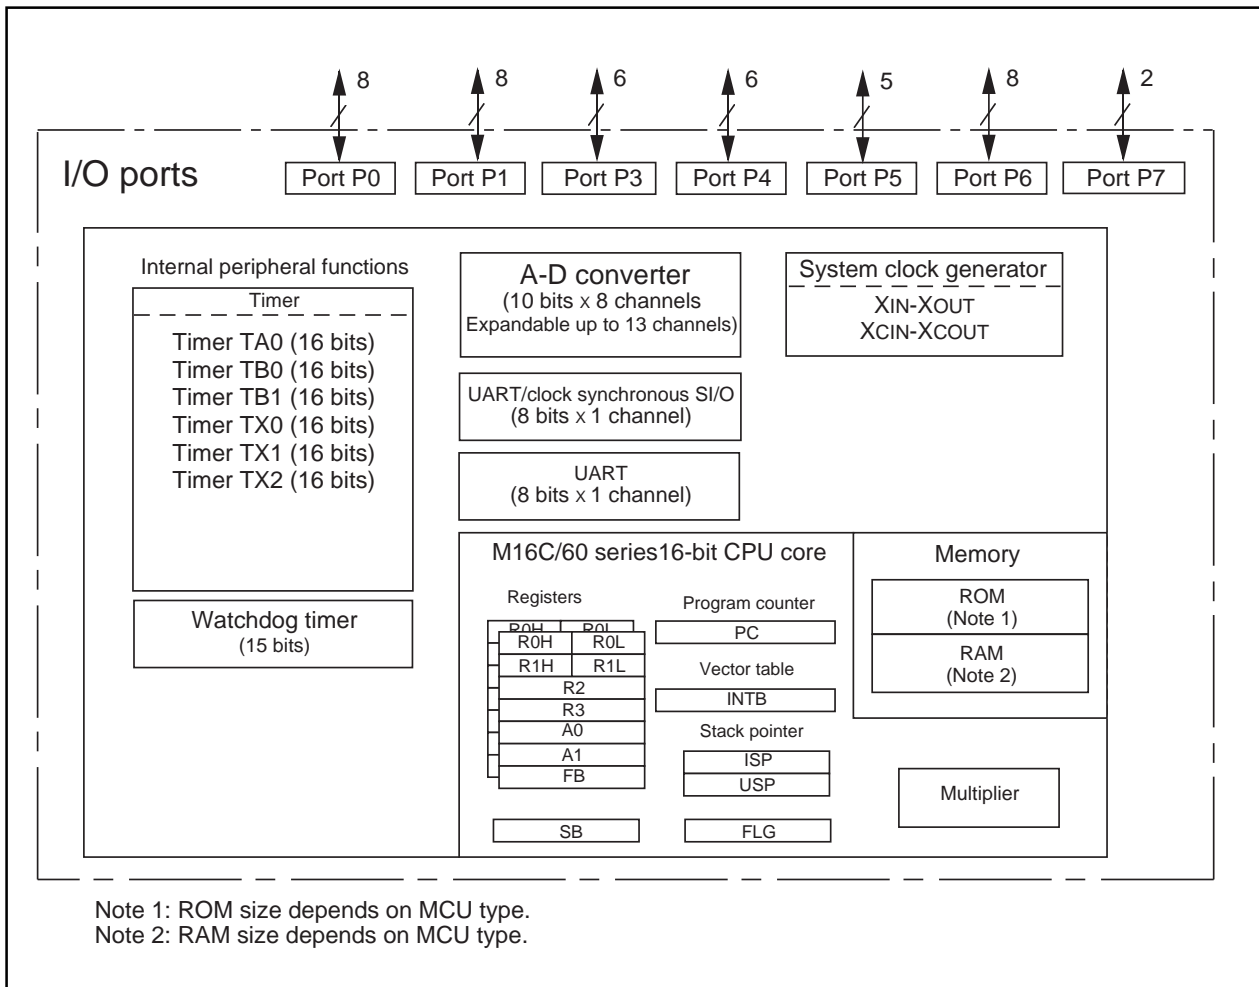 8 8 6 6 5 8 2
I/O ports
Port P0 Port P1 Port P3 Port P4 Port P5 Port P6 Port P7
Internal peripheral functions
Timer
Timer TA0 (16 bits)
Timer TB0 (16 bits)
Timer TB1 (16 bits)
Timer TX0 (16 bits)
Timer TX1 (16 bits)
Timer TX2 (16 bits)
Watchdog timer
(15 bits)
A-D converter
(10 bits x 8 channels
Expandable up to 13 channels)
UART/clock synchronous SI/O
(8 bits x 1 channel)
UART
(8 bits x 1 channel)
System clock generator
XIN-XOUT
XCIN-XCOUT
M16C/60 series16-bit CPU core
Registers
R0H R0L
R0H R0L
R1H R1L
R2
R3
A0
A1
FB
SB
Program counter
PC
Vector table
INTB
Stack pointer
ISP
USP
FLG
Memory
ROM
(Note 1)
RAM
(Note 2)
Multiplier
Note 1: ROM size depends on MCU type.
Note 2: RAM size depends on MCU type.